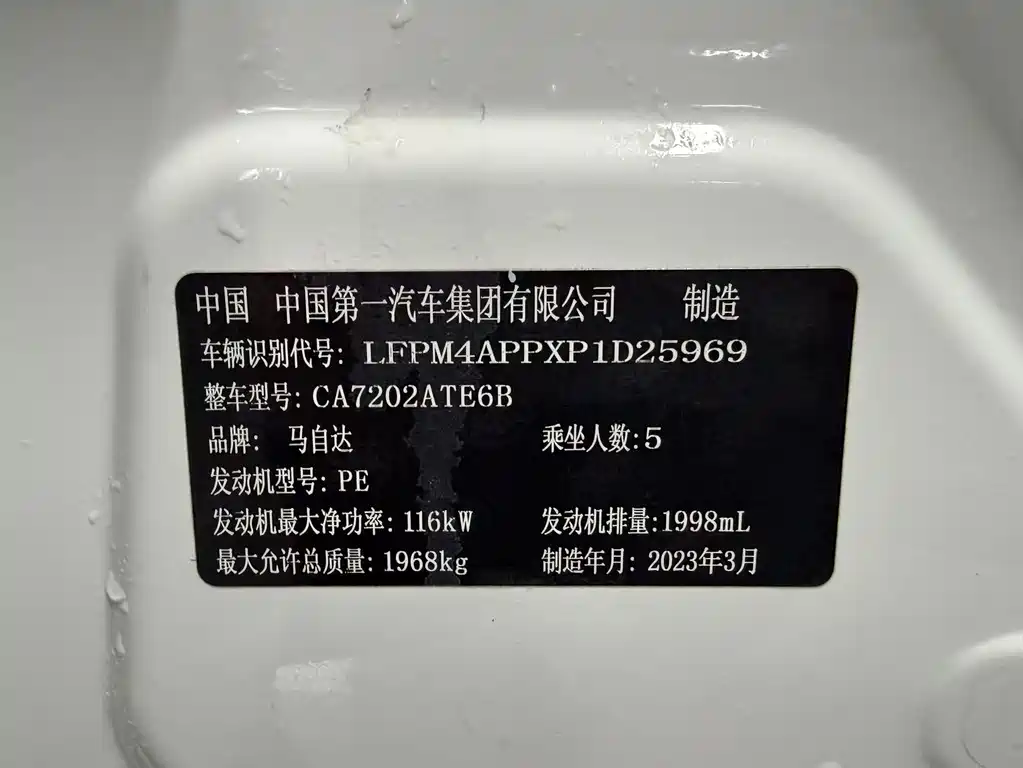 中国 中国第一汽车集团有限公司 制造
车辆识别代号: LFPM4APPXP1D25969
整车型号: CA7202ATE6B
品牌: 马自达 乘坐人数:5
发动机型号: PE
发动机最大净功率: 116kW 发动机排量:1998mL
最大允许总质量: 1968kg 制造年月: 2023年3月